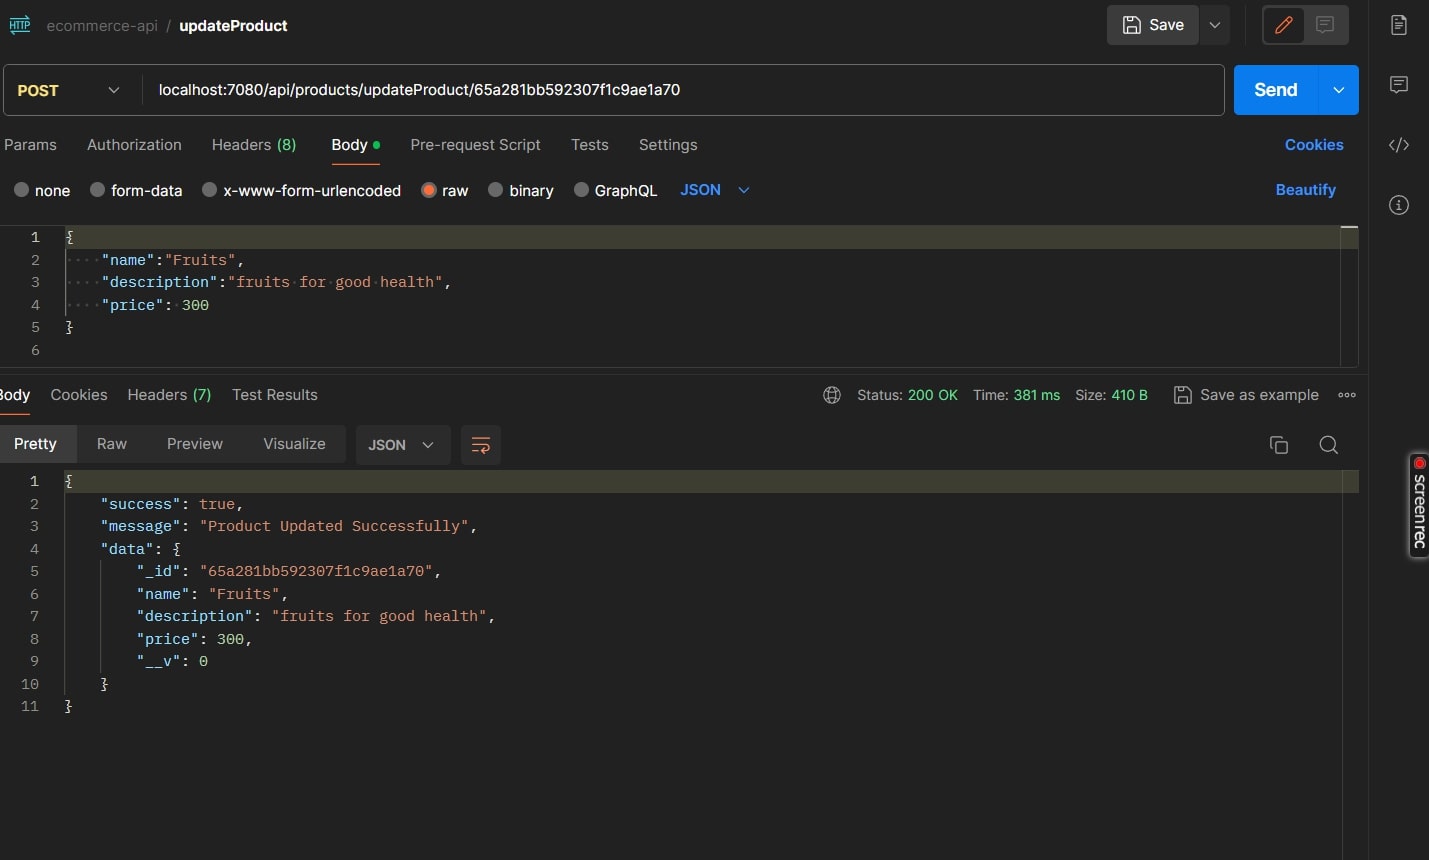 HTTP ecommerce-api / updateProduct Save
POST localhost:7080/api/products/updateProduct/65a281bb592307f1c9ae1a70 Send
Params Authorization Headers (8) Body Pre-request Script Tests Settings Cookies
none form-data x-www-form-urlencoded raw binary GraphQL JSON Beautify
1 {
2 ····"name":"Fruits",
3 ····"description":"fruits·for·good·health",
4 ····"price":·300
5 }
6
Body Cookies Headers (7) Test Results Status: 200 OK Time: 381 ms Size: 410 B Save as example
Pretty Raw Preview Visualize JSON
1 {
2 "success": true,
3 "message": "Product Updated Successfully",
4 "data": {
5 "_id": "65a281bb592307f1c9ae1a70",
6 "name": "Fruits",
7 "description": "fruits for good health",
8 "price": 300,
9 "__v": 0
10 }
11 }
screenrec